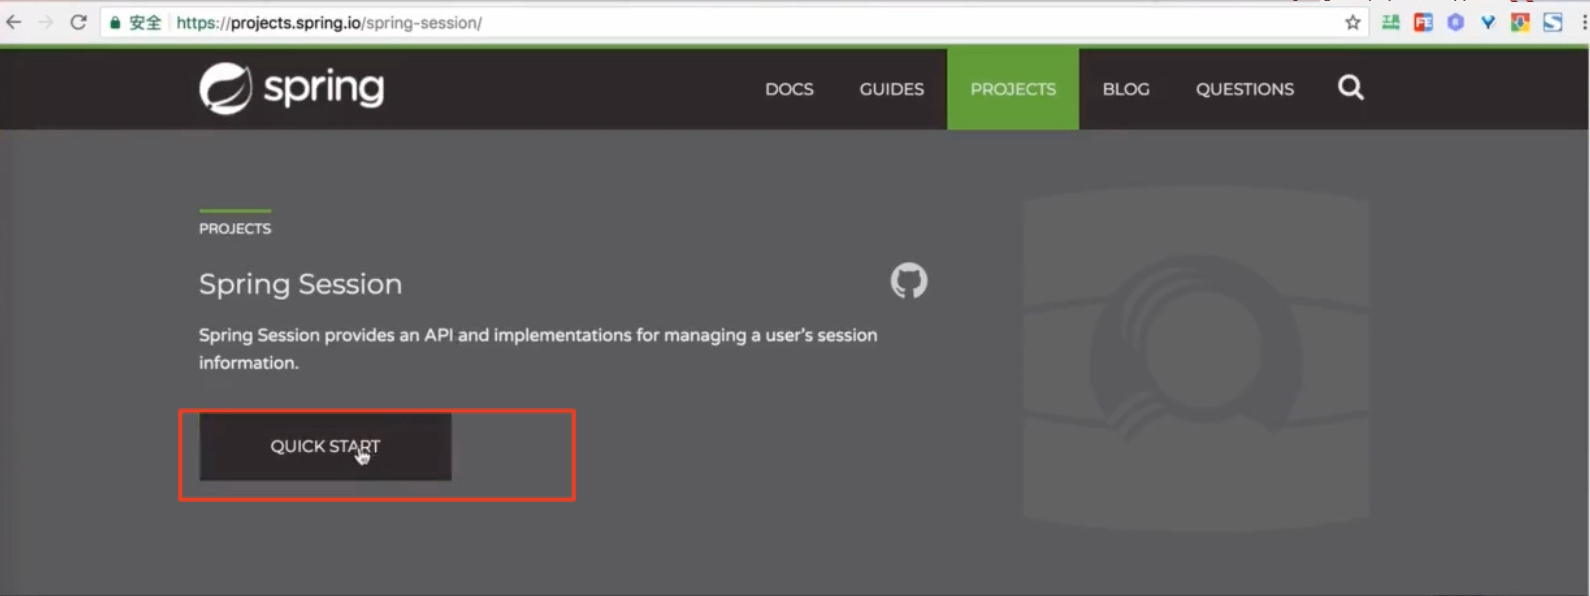 安全 https://projects.spring.io/spring-session/
spring
DOCS GUIDES PROJECTS BLOG QUESTIONS
PROJECTS
Spring Session
Spring Session provides an API and implementations for managing a user's session
information.
QUICK START